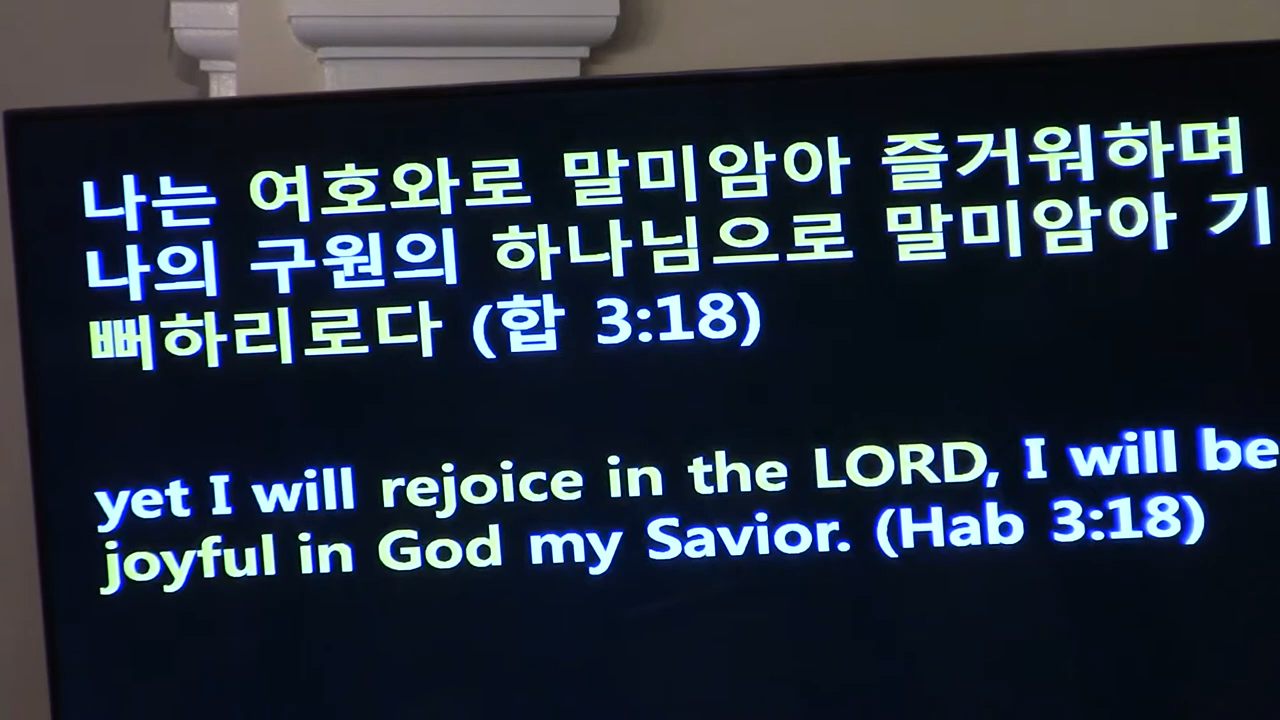 나는 여호와로 말미암아 즐거워하며
나의 구원의 하나님으로 말미암아 기
뻐하리로다 (합 3:18)
yet I will rejoice in the LORD, I will be
joyful in God my Savior. (Hab 3:18)